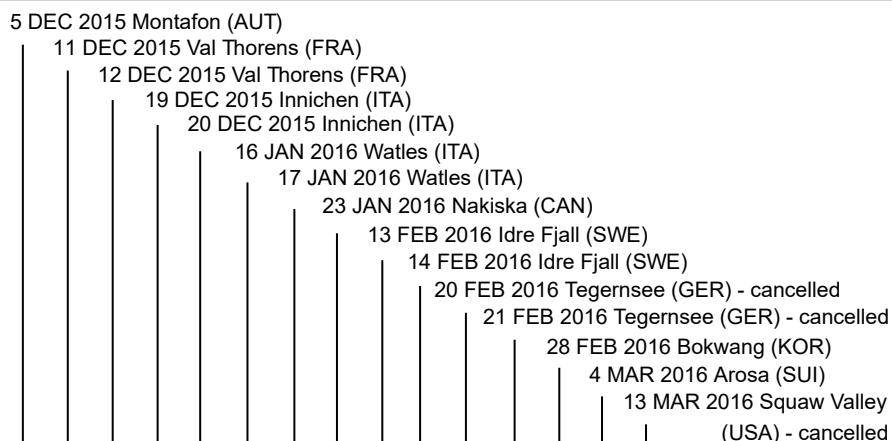 5 DEC 2015 Montafon (AUT)
11 DEC 2015 Val Thorens (FRA)
12 DEC 2015 Val Thorens (FRA)
19 DEC 2015 Innichen (ITA)
20 DEC 2015 Innichen (ITA)
16 JAN 2016 Watles (ITA)
17 JAN 2016 Watles (ITA)
23 JAN 2016 Nakiska (CAN)
13 FEB 2016 Idre Fjall (SWE)
14 FEB 2016 Idre Fjall (SWE)
20 FEB 2016 Tegernsee (GER) - cancelled
21 FEB 2016 Tegernsee (GER) - cancelled
28 FEB 2016 Bokwang (KOR)
4 MAR 2016 Arosa (SUI)
13 MAR 2016 Squaw Valley
(USA) - cancelled